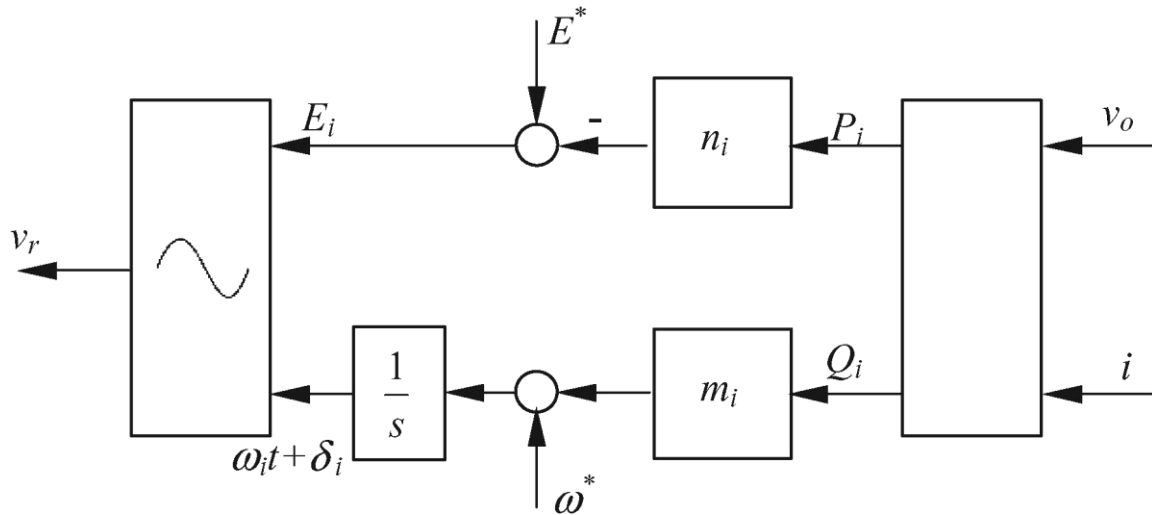 E*
E_i
-
n_i
P_i
v_o
v_r
1
s
m_i
Q_i
i
ω_i t + δ_i
ω*